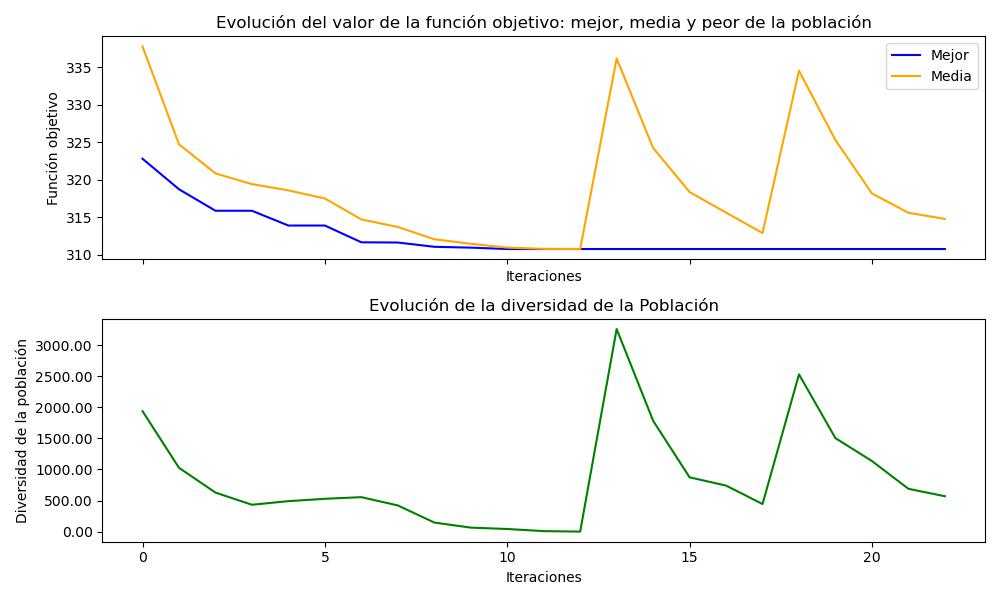 Evolución del valor de la función objetivo: mejor, media y peor de la población
Función objetivo
335
330
325
320
315
310
Mejor
Media
Iteraciones
Evolución de la diversidad de la Población
Diversidad de la población
3000.00
2500.00
2000.00
1500.00
1000.00
500.00
0.00
0
5
10
15
20
Iteraciones